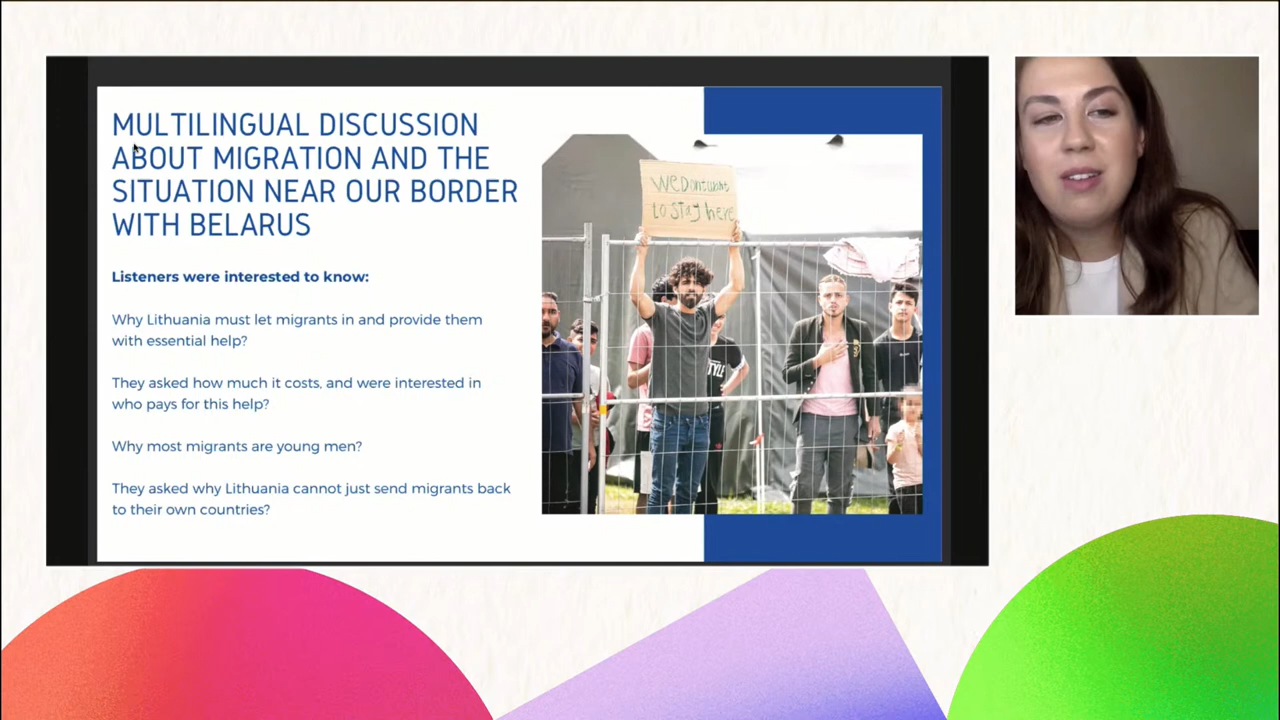 MULTILINGUAL DISCUSSION
ABOUT MIGRATION AND THE
SITUATION NEAR OUR BORDER
WITH BELARUS
Listeners were interested to know:
Why Lithuania must let migrants in and provide them
with essential help?
They asked how much it costs, and were interested in
who pays for this help?
Why most migrants are young men?
They asked why Lithuania cannot just send migrants back
to their own countries?
We Dont want
to stay here
STYLE